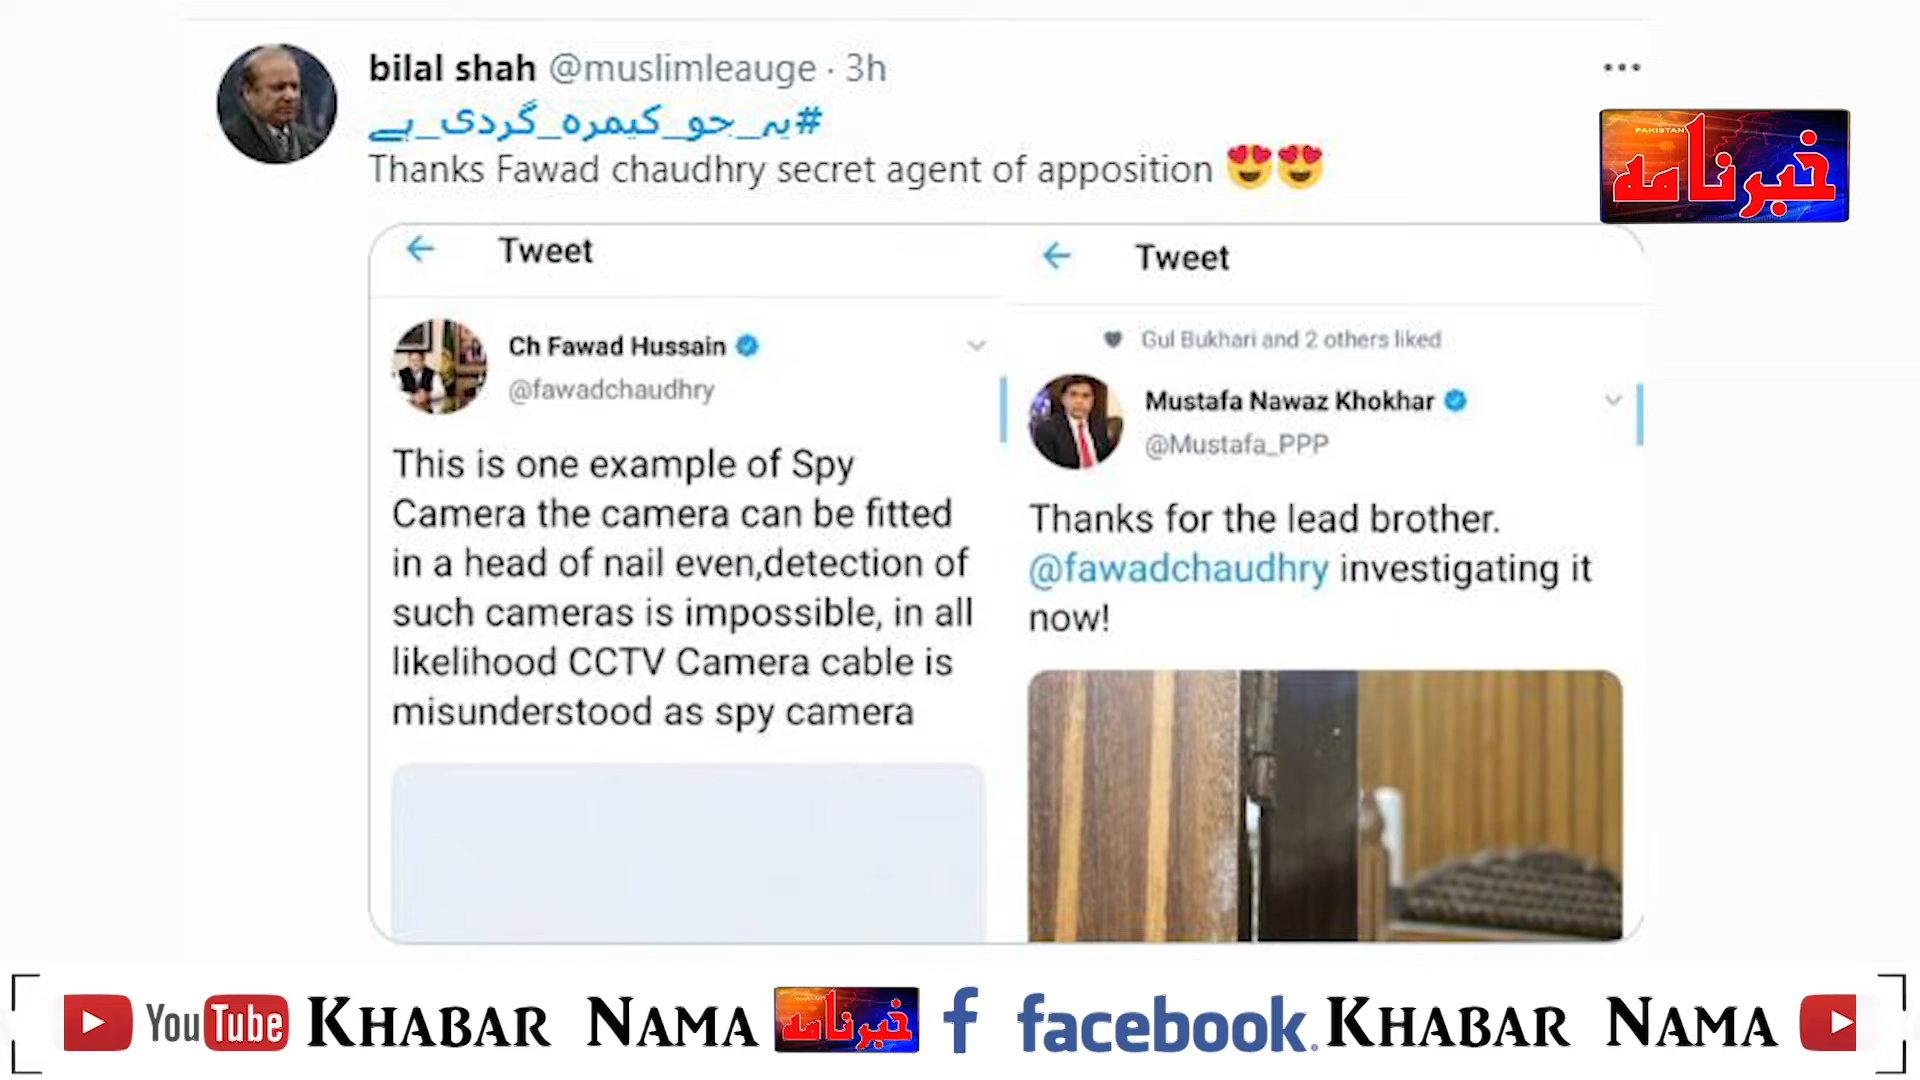 bilal shah @muslimleauge · 3h
#یہ_جو_کیمرہ_گردی_ہے
Thanks Fawad chaudhry secret agent of apposition 😍😍
PAKISTAN
خبرنامہ
Tweet
Ch Fawad Hussain
@fawadchaudhry
This is one example of Spy
Camera the camera can be fitted
in a head of nail even,detection of
such cameras is impossible, in all
likelihood CCTV Camera cable is
misunderstood as spy camera
Tweet
Gul Bukhari and 2 others liked
Mustafa Nawaz Khokhar
@Mustafa_PPP
Thanks for the lead brother.
@fawadchaudhry investigating it
now!
YouTube KHABAR NAMA خبرنامہ f facebook. KHABAR NAMA